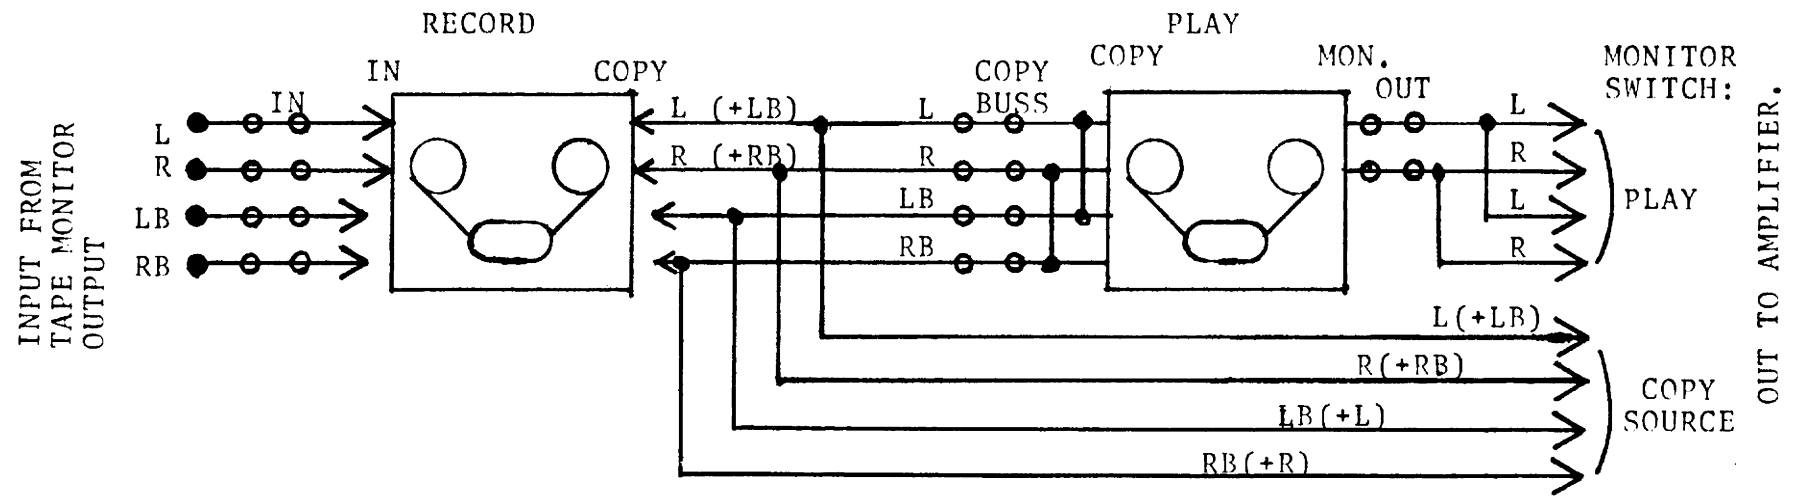 RECORD
PLAY
IN
COPY
COPY
BUSS
COPY
MON.
OUT
MONITOR
SWITCH:
INPUT FROM
TAPE MONITOR
OUTPUT
IN
L
R
LB
RB
L (+LB)
R (+RB)
L
R
LB
RB
L
R
L
R
PLAY
L(+LB)
R(+RB)
LB(+L)
RB(+R)
COPY
SOURCE
OUT TO AMPLIFIER.